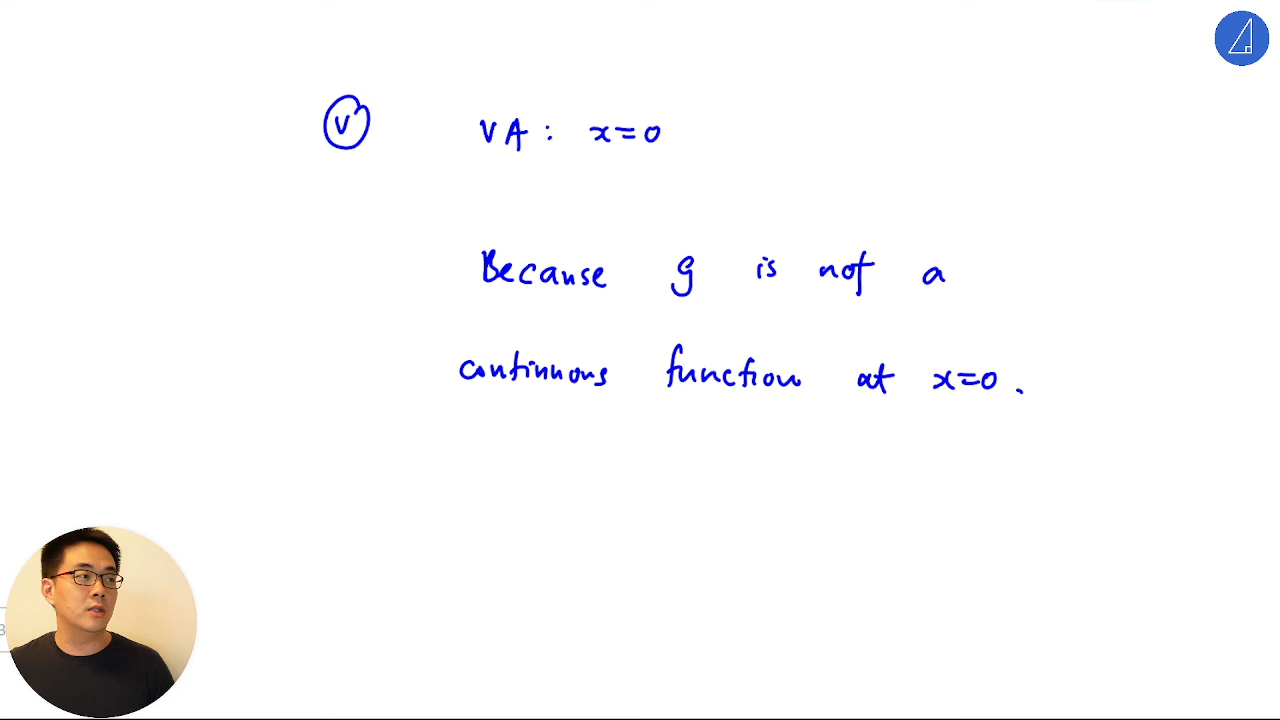 (v) VA: x=0
Because g is not a
continuous function at x=0.